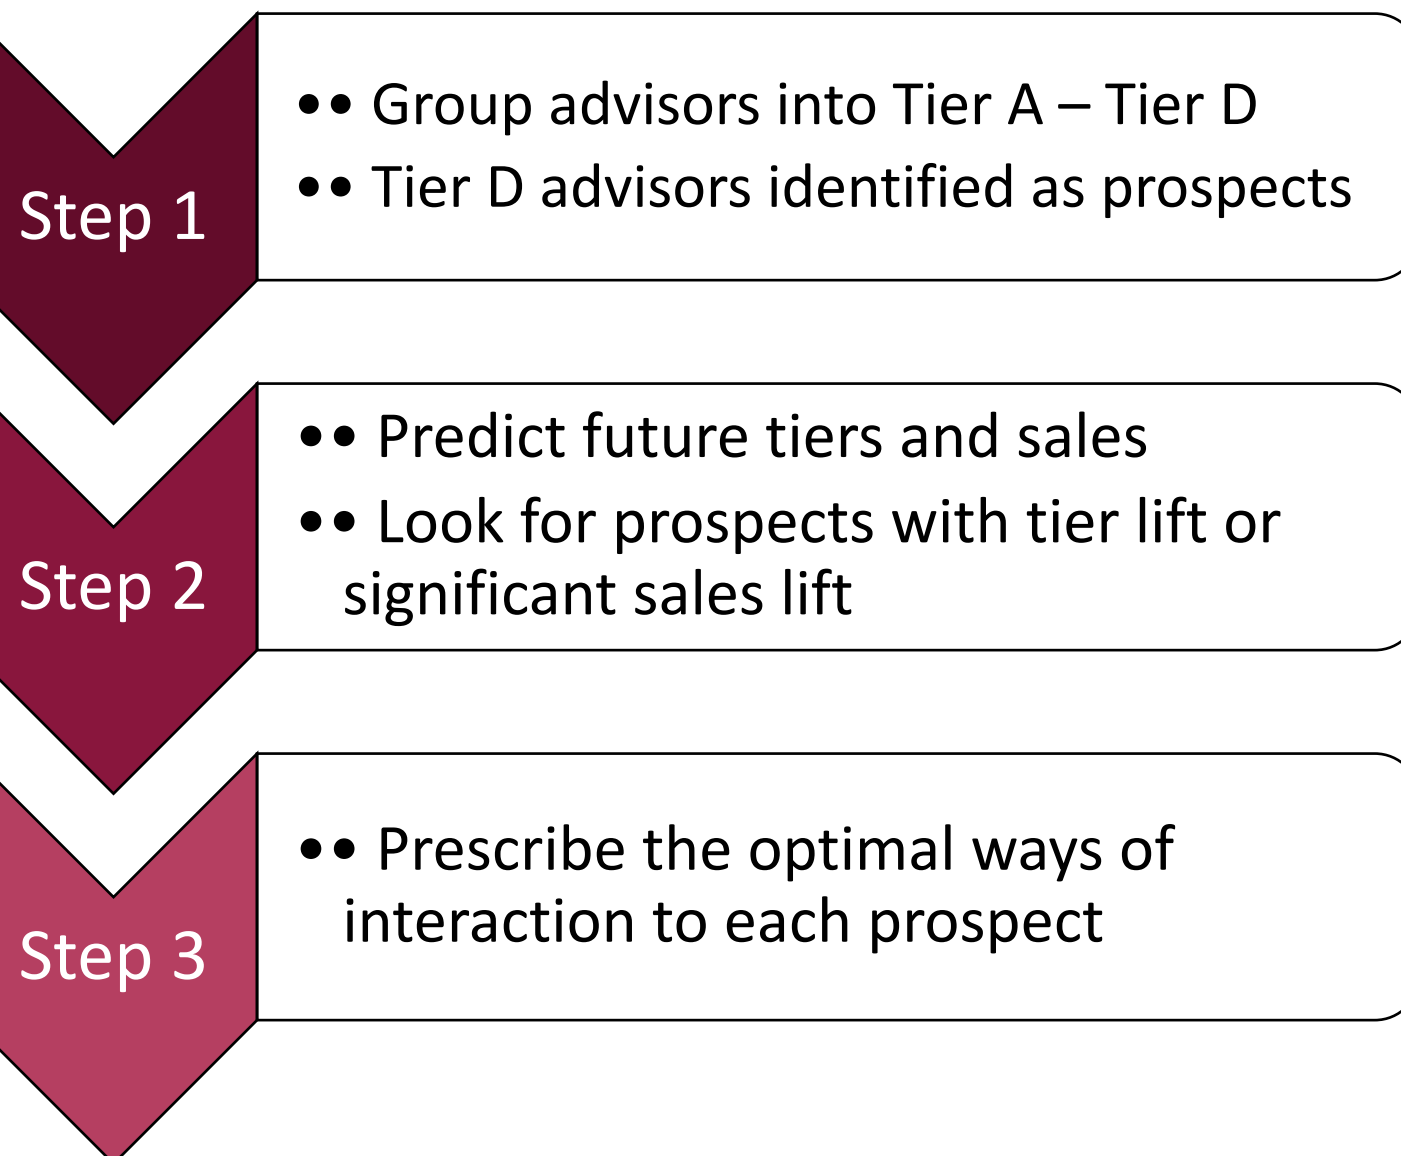 Step 1
•• Group advisors into Tier A – Tier D
•• Tier D advisors identified as prospects
Step 2
•• Predict future tiers and sales
•• Look for prospects with tier lift or
significant sales lift
Step 3
•• Prescribe the optimal ways of
interaction to each prospect